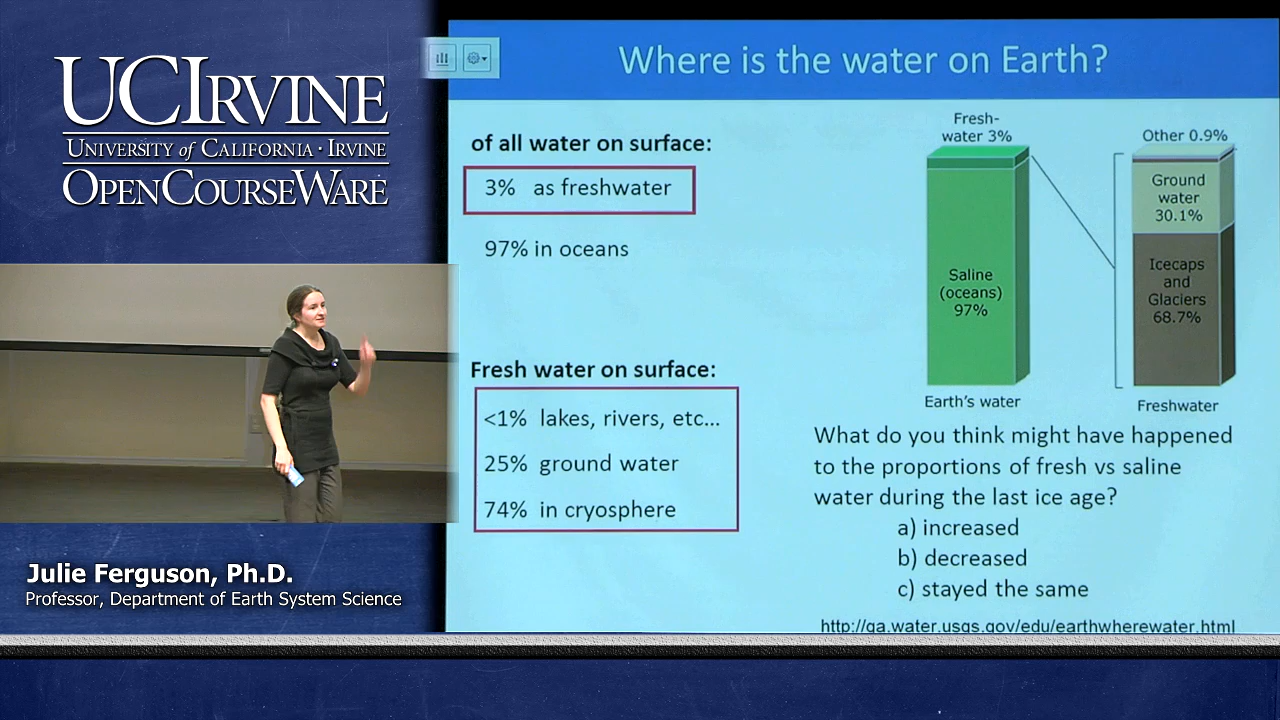 UCIRVINE
UNIVERSITY of CALIFORNIA · IRVINE
OPENCOURSEWARE
Julie Ferguson, Ph.D.
Professor, Department of Earth System Science
Where is the water on Earth?
of all water on surface:
3% as freshwater
97% in oceans
Fresh water on surface:
<1% lakes, rivers, etc...
25% ground water
74% in cryosphere
Fresh-
water 3%
Saline
(oceans)
97%
Earth's water
Other 0.9%
Ground
water
30.1%
Icecaps
and
Glaciers
68.7%
Freshwater
What do you think might have happened
to the proportions of fresh vs saline
water during the last ice age?
a) increased
b) decreased
c) stayed the same
http://ga.water.usgs.gov/edu/earthwherewater.html